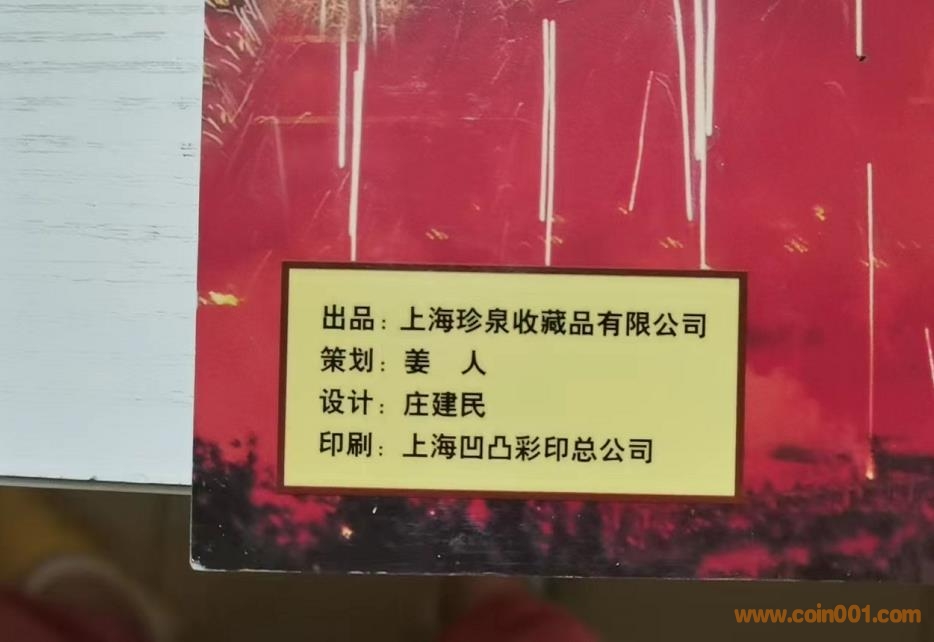 出品：上海珍泉收藏品有限公司
策划：姜　人
设计：庄建民
印刷：上海凹凸彩印总公司
www.coin001.com